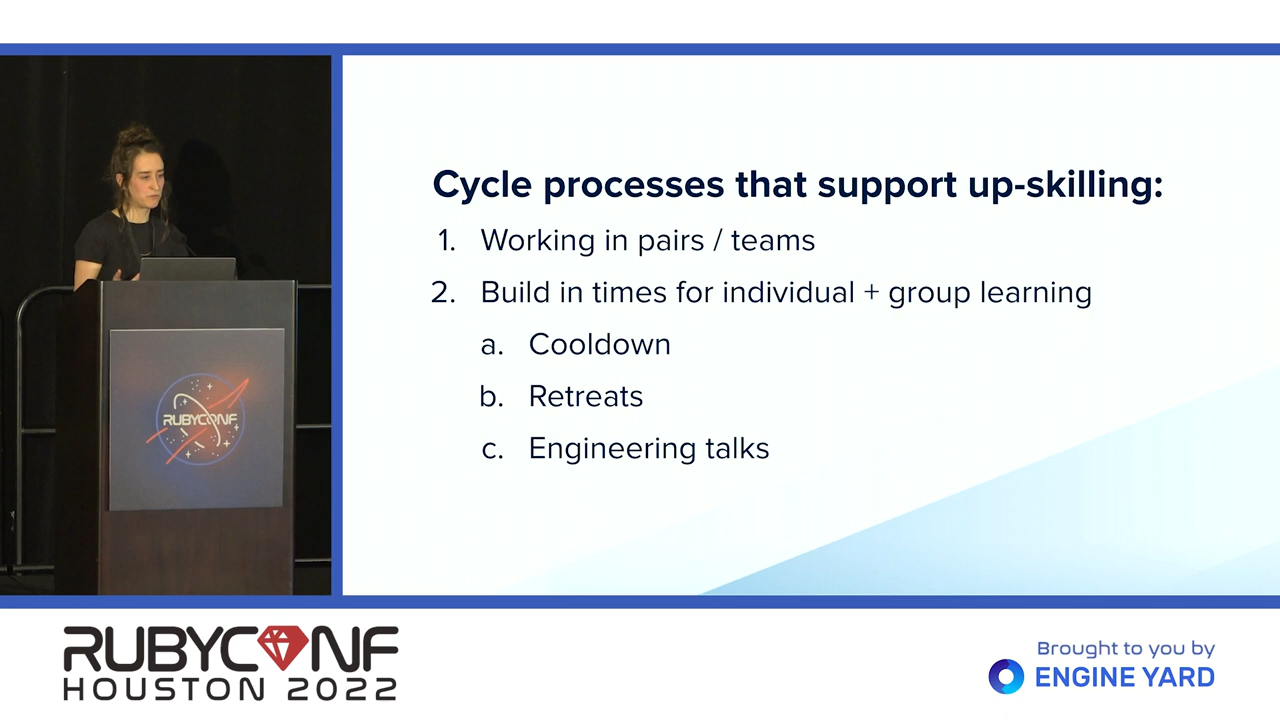 Cycle processes that support up-skilling:
1. Working in pairs / teams
2. Build in times for individual + group learning
a. Cooldown
b. Retreats
c. Engineering talks
RUBYCONF
RUBYCONF
HOUSTON 2022
Brought to you by
ENGINE YARD